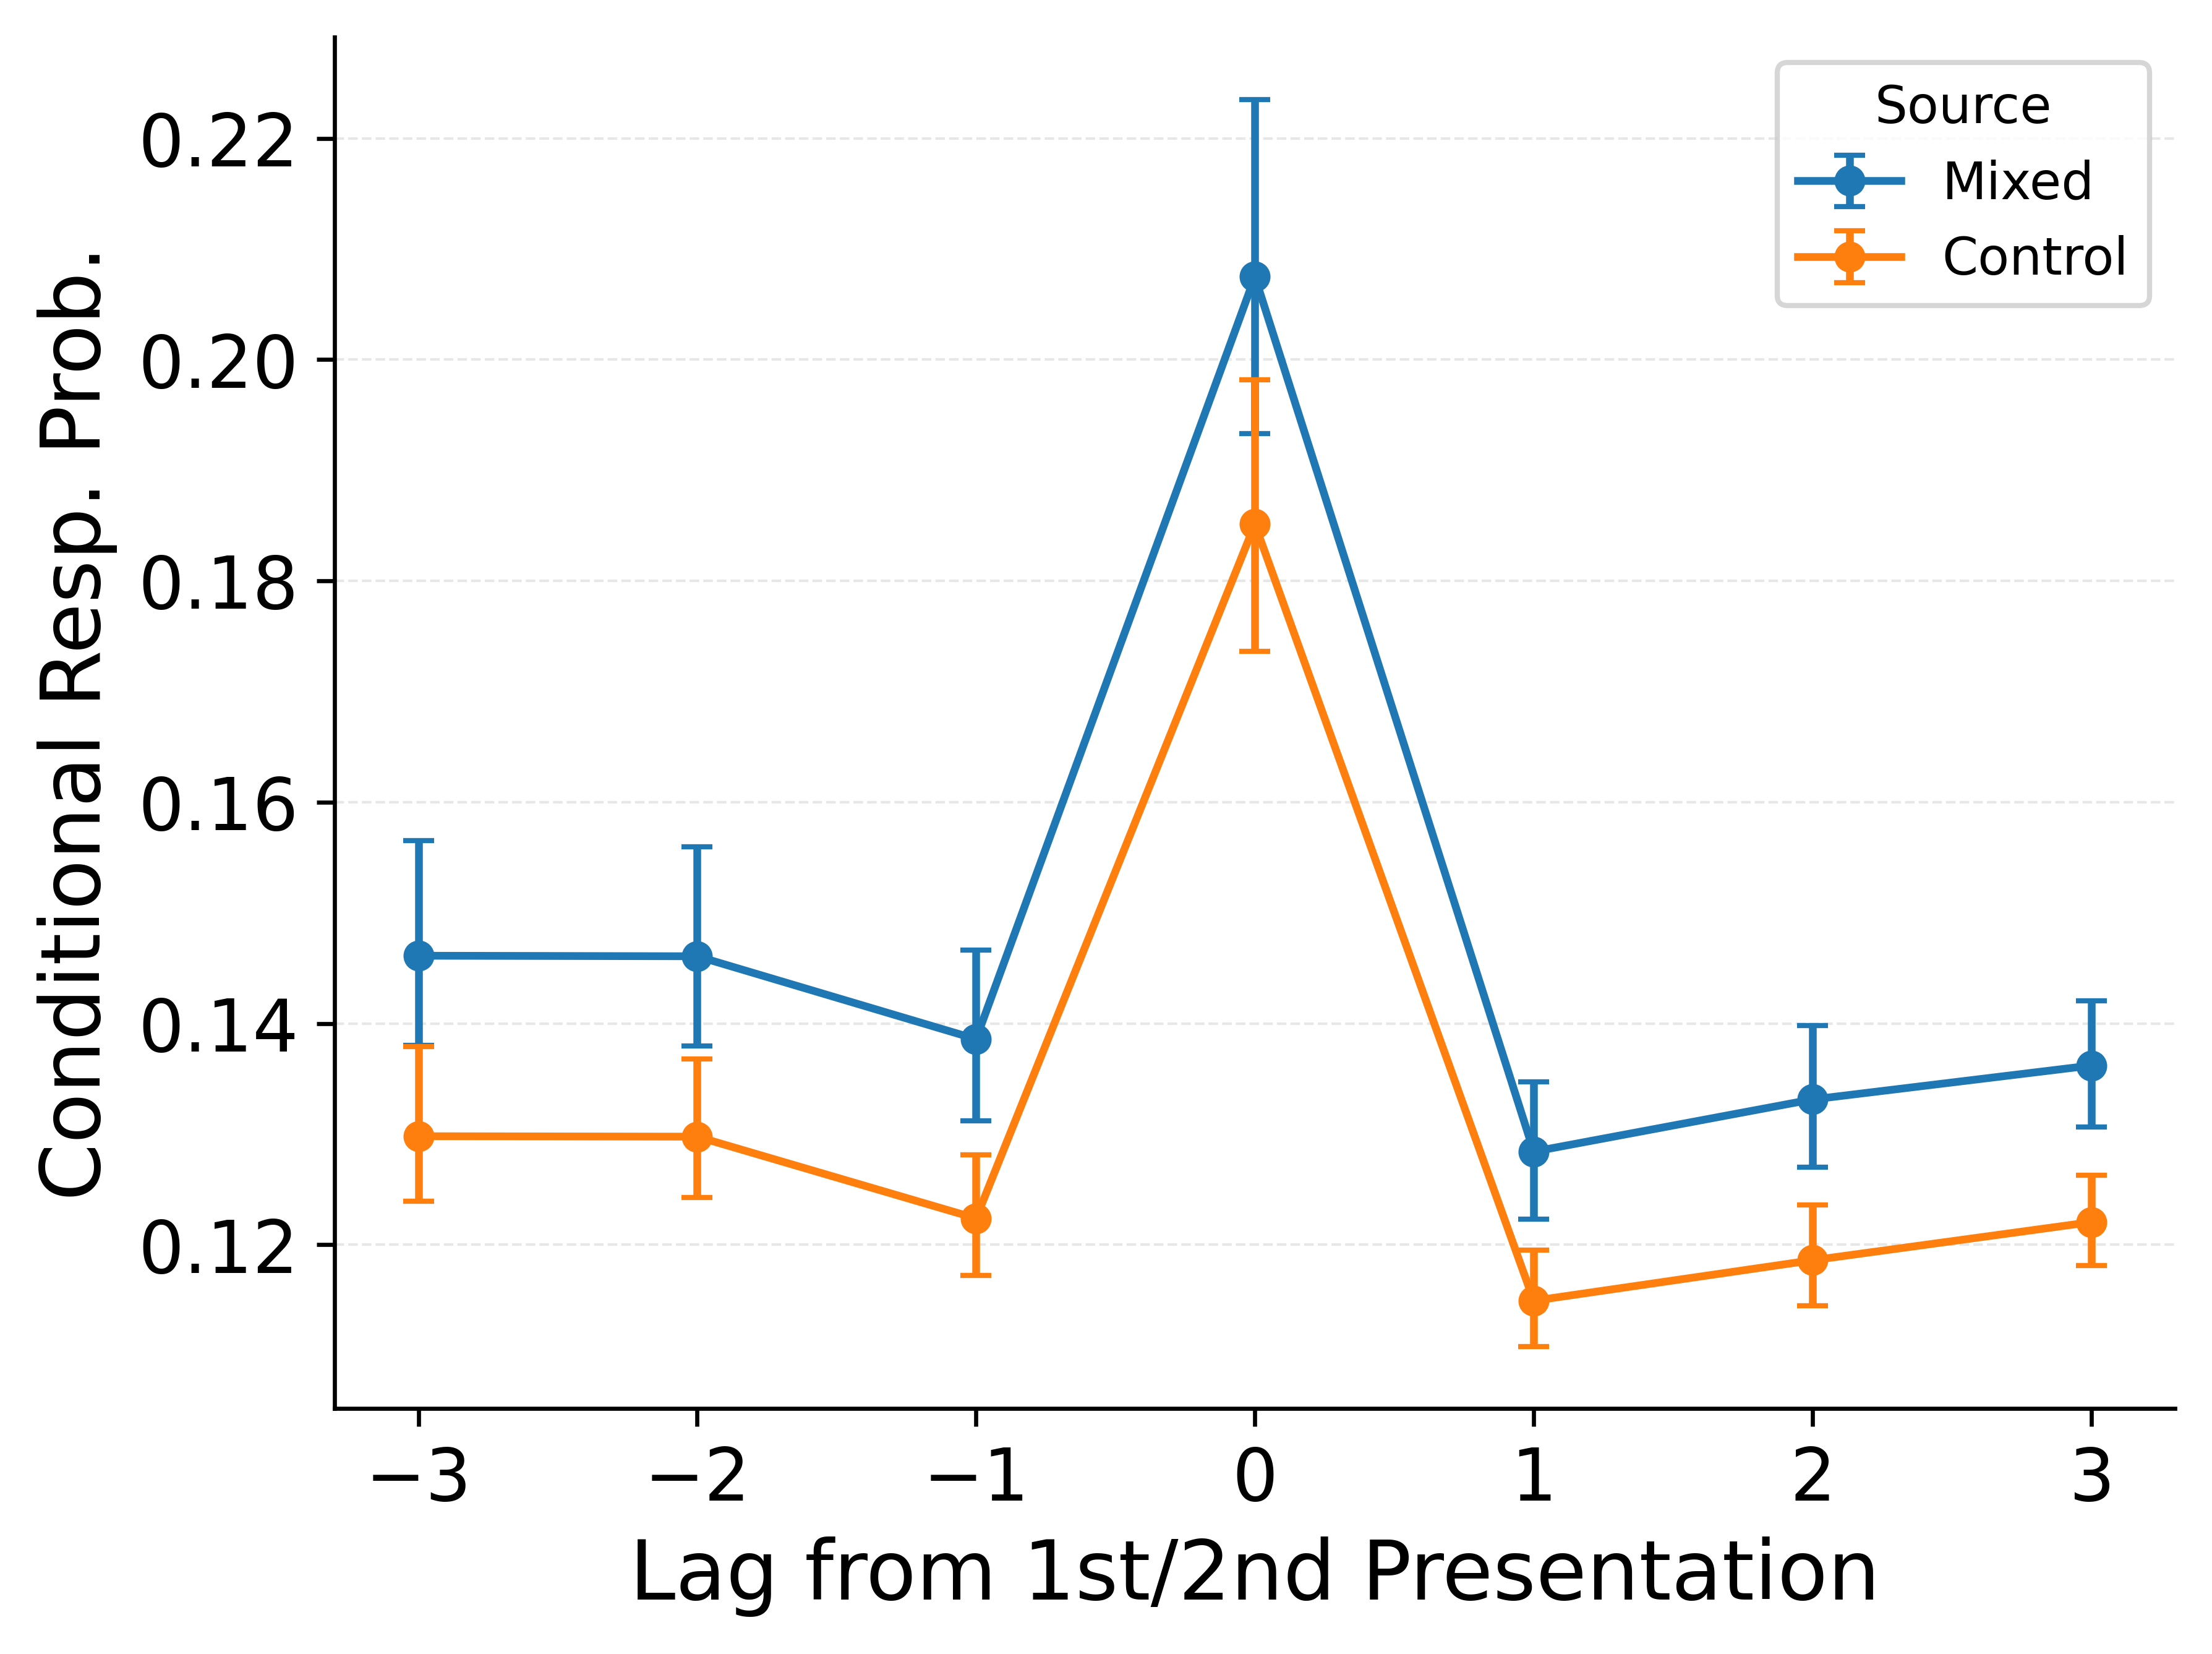 Conditional Resp. Prob.
0.22
0.20
0.18
0.16
0.14
0.12
Source
Mixed
Control
−3 −2 −1 0 1 2 3
Lag from 1st/2nd Presentation